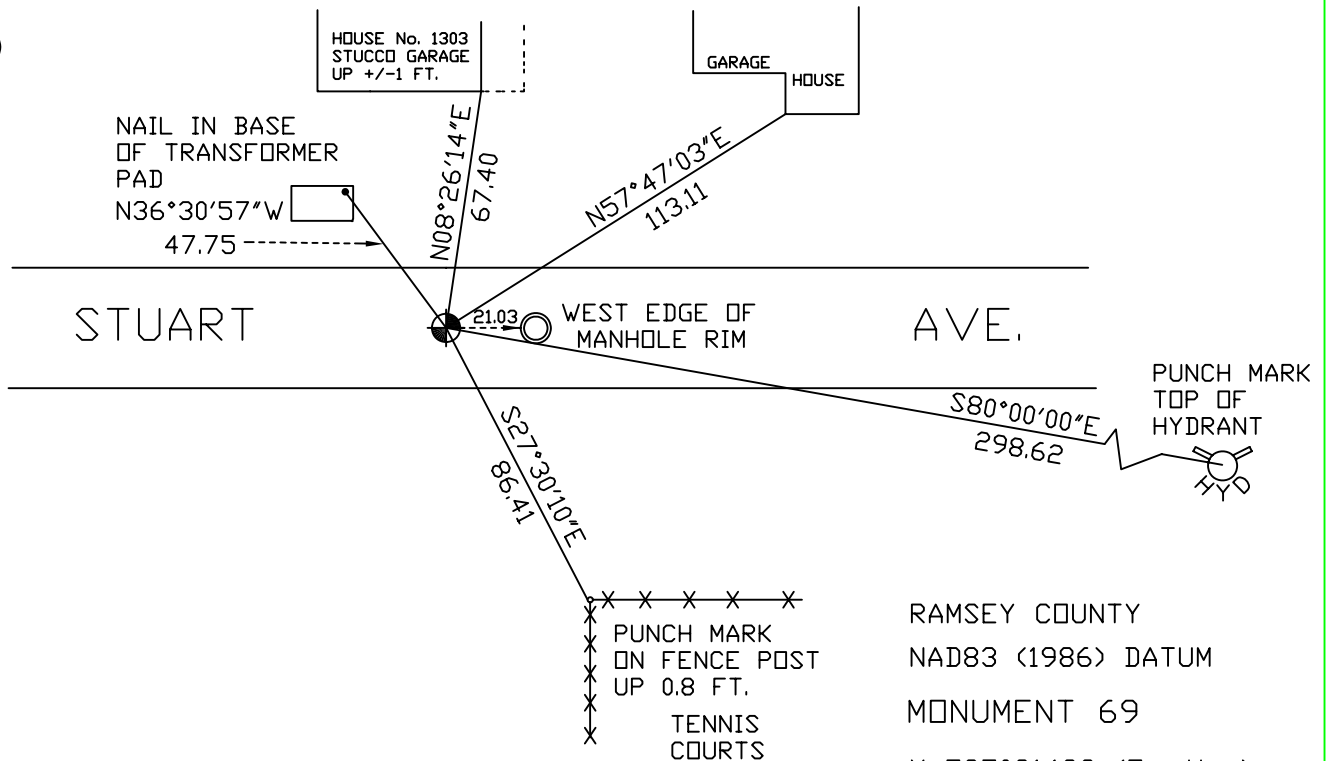 HOUSE No. 1303
STUCCO GARAGE
UP +/-1 FT.
GARAGE
HOUSE
NAIL IN BASE
OF TRANSFORMER
PAD
N36°30'57"W
47.75
N08°26'14"E
67.40
N57°47'03"E
113.11
STUART
21.03
WEST EDGE OF
MANHOLE RIM
AVE.
PUNCH MARK
TOP OF
HYDRANT
S80°00'00"E
298.62
HYD
S27°30'10"E
86.41
PUNCH MARK
ON FENCE POST
UP 0.8 FT.
TENNIS
COURTS
RAMSEY COUNTY
NAD83 (1986) DATUM
MONUMENT 69